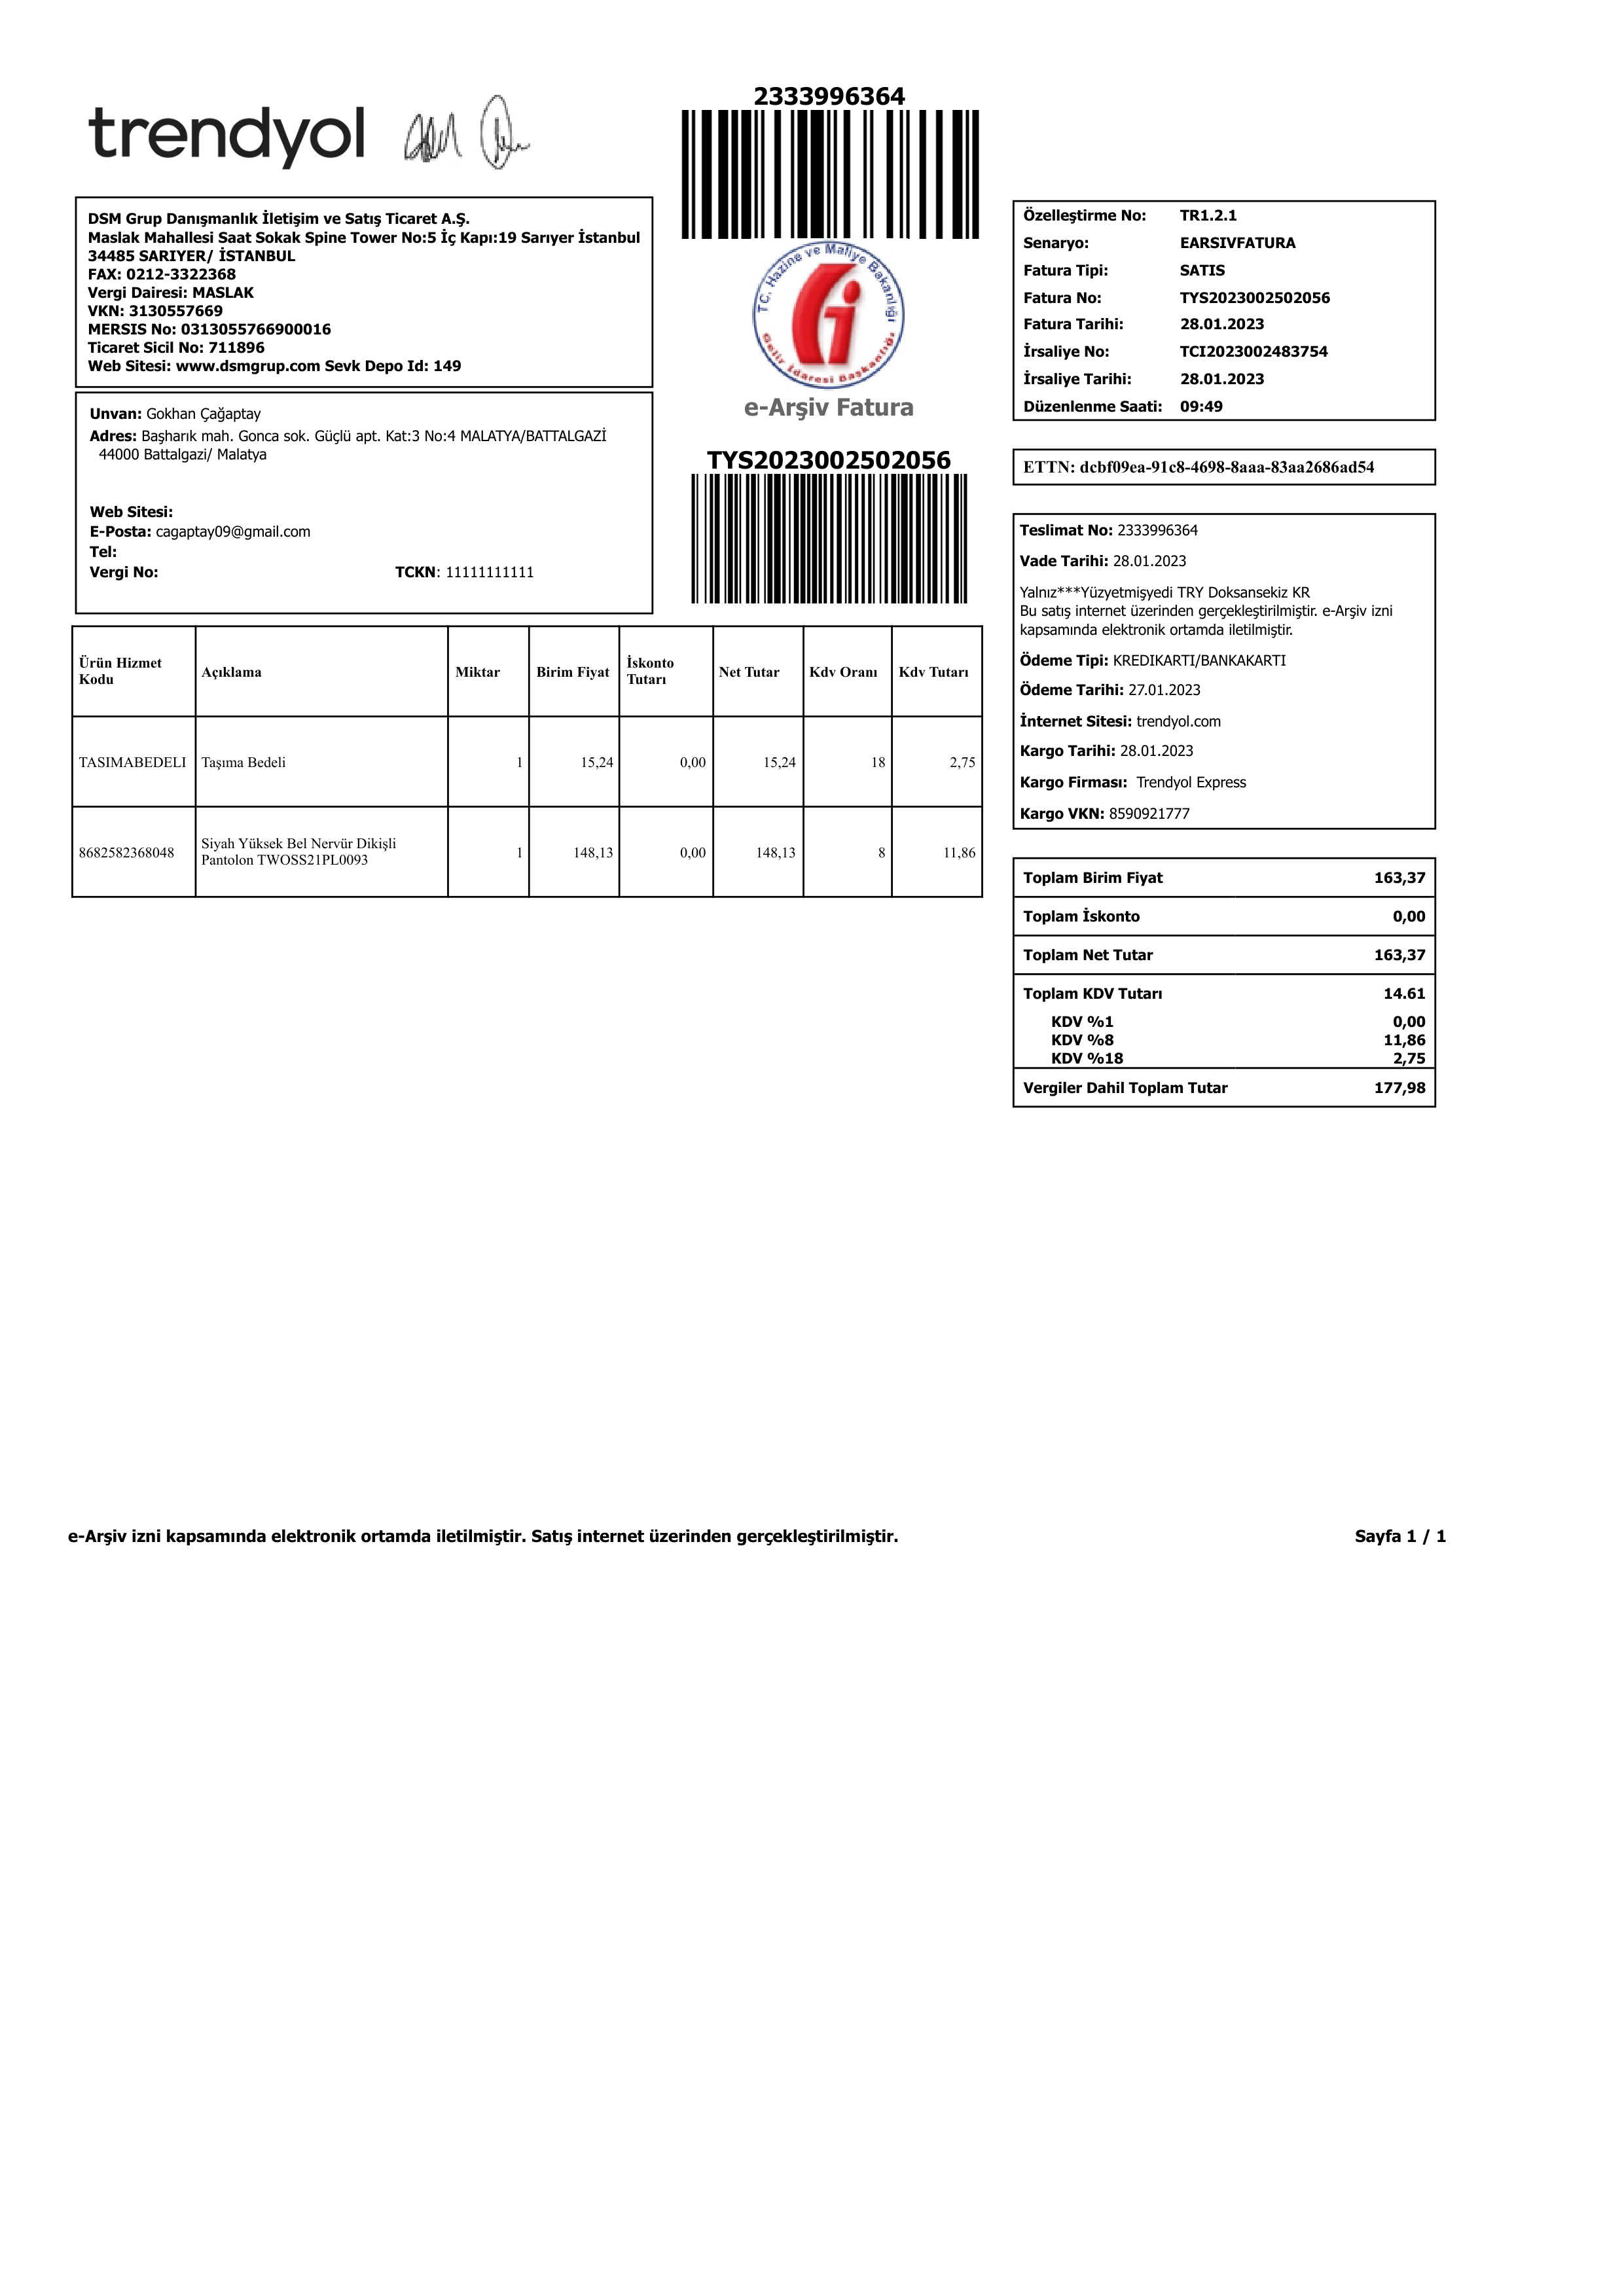 trendyol
2333996364
DSM Grup Danışmanlık İletişim ve Satış Ticaret A.Ş.
Maslak Mahallesi Saat Sokak Spine Tower No:5 İç Kapı:19 Sarıyer İstanbul
34485 SARIYER/ İSTANBUL
FAX: 0212-3322368
Vergi Dairesi: MASLAK
VKN: 3130557669
MERSIS No: 0313055766900016
Ticaret Sicil No: 711896
Web Sitesi: www.dsmgrup.com Sevk Depo Id: 149
Unvan: Gokhan Çağaptay
Adres: Başharık mah. Gonca sok. Güçlü apt. Kat:3 No:4 MALATYA/BATTALGAZİ
44000 Battalgazi/ Malatya
Web Sitesi:
E-Posta: cagaptay09@gmail.com
Tel:
Vergi No: TCKN: 11111111111
T.C. Hazine ve Maliye Bakanlığı
Gelir İdaresi Başkanlığı
e-Arşiv Fatura
TYS2023002502056
Özelleştirme No: TR1.2.1
Senaryo: EARSIVFATURA
Fatura Tipi: SATIS
Fatura No: TYS2023002502056
Fatura Tarihi: 28.01.2023
İrsaliye No: TCI2023002483754
İrsaliye Tarihi: 28.01.2023
Düzenlenme Saati: 09:49
ETTN: dcbf09ea-91c8-4698-8aaa-83aa2686ad54
Teslimat No: 2333996364
Vade Tarihi: 28.01.2023
Yalnız***Yüzyetmişyedi TRY Doksansekiz KR
Bu satış internet üzerinden gerçekleştirilmiştir. e-Arşiv izni
kapsamında elektronik ortamda iletilmiştir.
Ödeme Tipi: KREDIKARTI/BANKAKARTI
Ödeme Tarihi: 27.01.2023
İnternet Sitesi: trendyol.com
Kargo Tarihi: 28.01.2023
Kargo Firması: Trendyol Express
Kargo VKN: 8590921777
Ürün Hizmet Kodu Açıklama Miktar Birim Fiyat İskonto Tutarı Net Tutar Kdv Oranı Kdv Tutarı
TASIMABEDELI Taşıma Bedeli 1 15,24 0,00 15,24 18 2,75
8682582368048 Siyah Yüksek Bel Nervür Dikişli Pantolon TWOSS21PL0093 1 148,13 0,00 148,13 8 11,86
Toplam Birim Fiyat 163,37
Toplam İskonto 0,00
Toplam Net Tutar 163,37
Toplam KDV Tutarı 14.61
KDV %1 0,00
KDV %8 11,86
KDV %18 2,75
Vergiler Dahil Toplam Tutar 177,98
e-Arşiv izni kapsamında elektronik ortamda iletilmiştir. Satış internet üzerinden gerçekleştirilmiştir. Sayfa 1 / 1